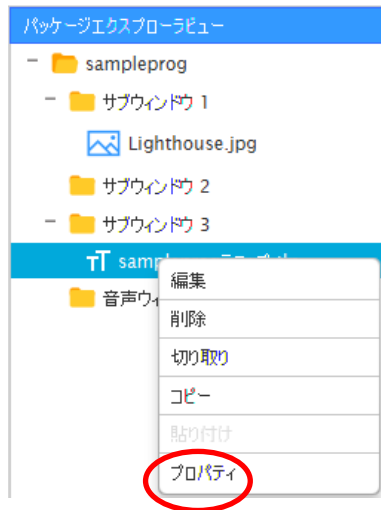 パッケージエクスプローラビュー
sampleprog
サブウィンドウ 1
Lighthouse.jpg
サブウィンドウ 2
サブウィンドウ 3
TT sam
音声ウィ
編集
削除
切り取り
コピー
貼り付け
プロパティ